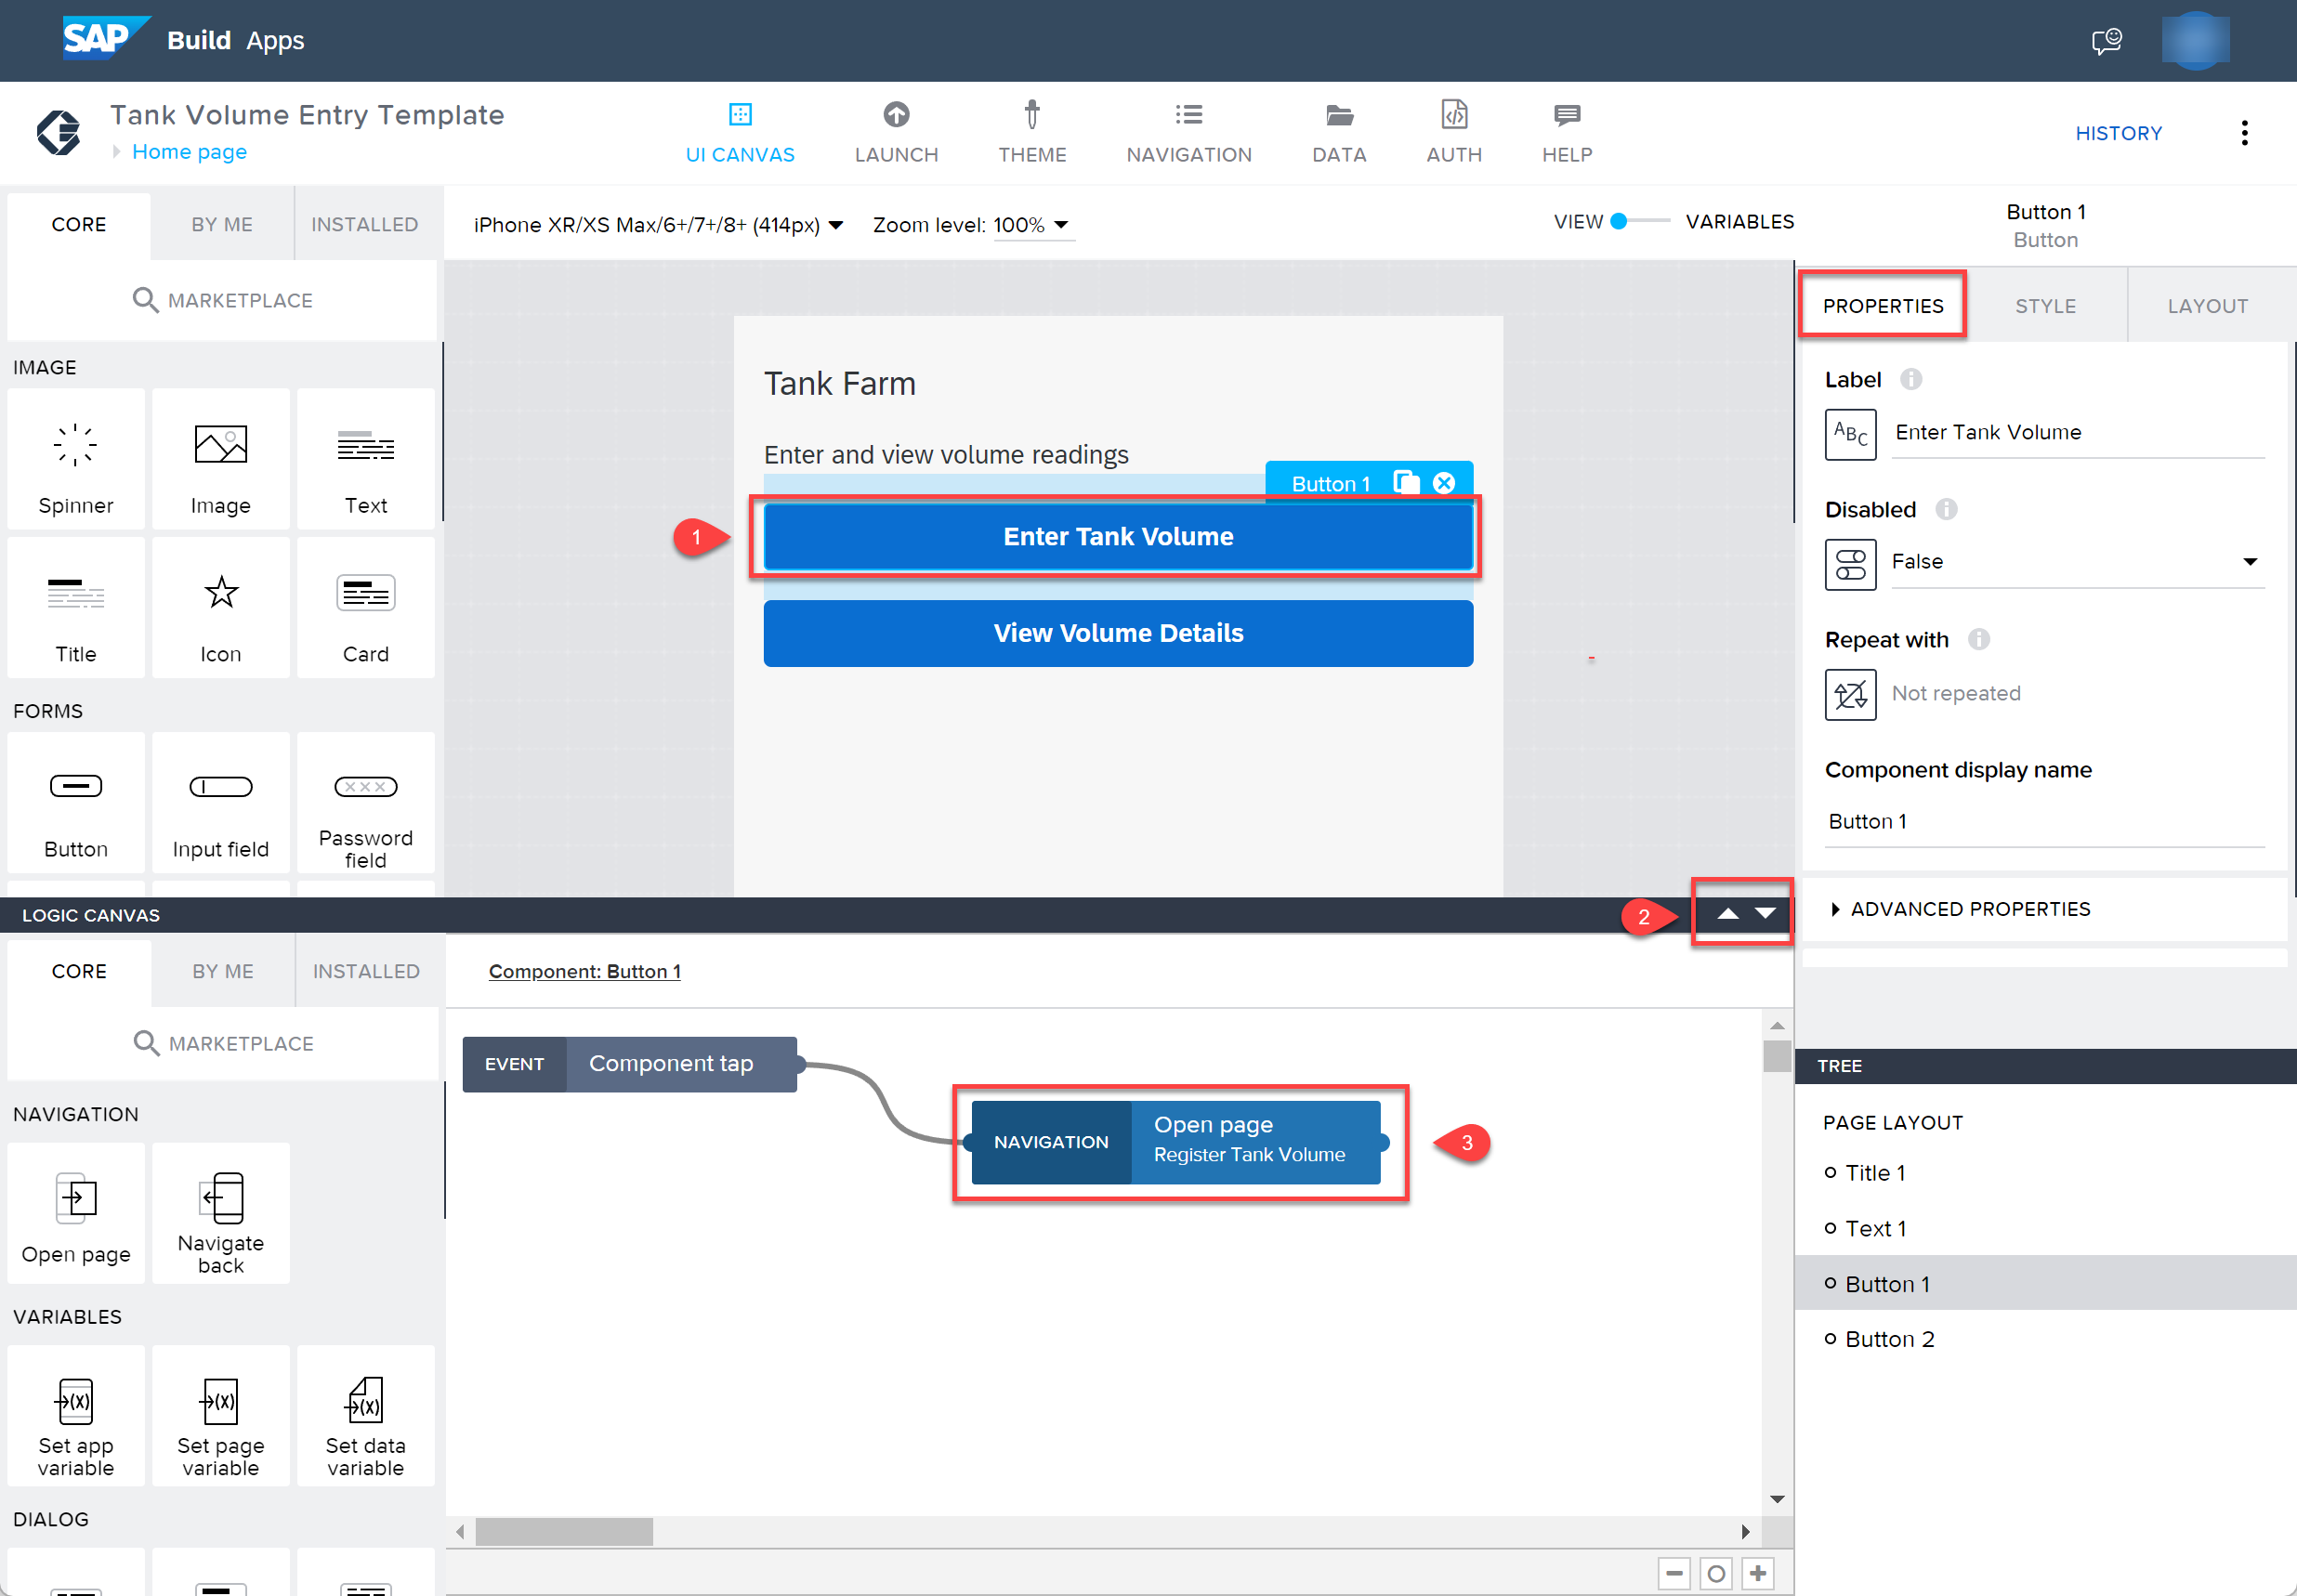 SAP Build Apps
Tank Volume Entry Template
Home page
UI CANVAS
LAUNCH
THEME
NAVIGATION
DATA
AUTH
HELP
HISTORY
CORE
BY ME
INSTALLED
MARKETPLACE
iPhone XR/XS Max/6+/7+/8+ (414px)
Zoom level: 100%
VIEW
VARIABLES
Button 1
Button
PROPERTIES
STYLE
LAYOUT
IMAGE
Spinner
Image
Text
Title
Icon
Card
FORMS
Button
Input field
Password
field
Tank Farm
Enter and view volume readings
Button 1
1
Enter Tank Volume
View Volume Details
Label
ABC
Enter Tank Volume
Disabled
False
Repeat with
Not repeated
Component display name
Button 1
ADVANCED PROPERTIES
LOGIC CANVAS
2
CORE
BY ME
INSTALLED
MARKETPLACE
Component: Button 1
NAVIGATION
Open page
Navigate
back
VARIABLES
(X)
(X)
(X)
Set app
variable
Set page
variable
Set data
variable
DIALOG
EVENT
Component tap
NAVIGATION
Open page
Register Tank Volume
3
TREE
PAGE LAYOUT
Title 1
Text 1
Button 1
Button 2